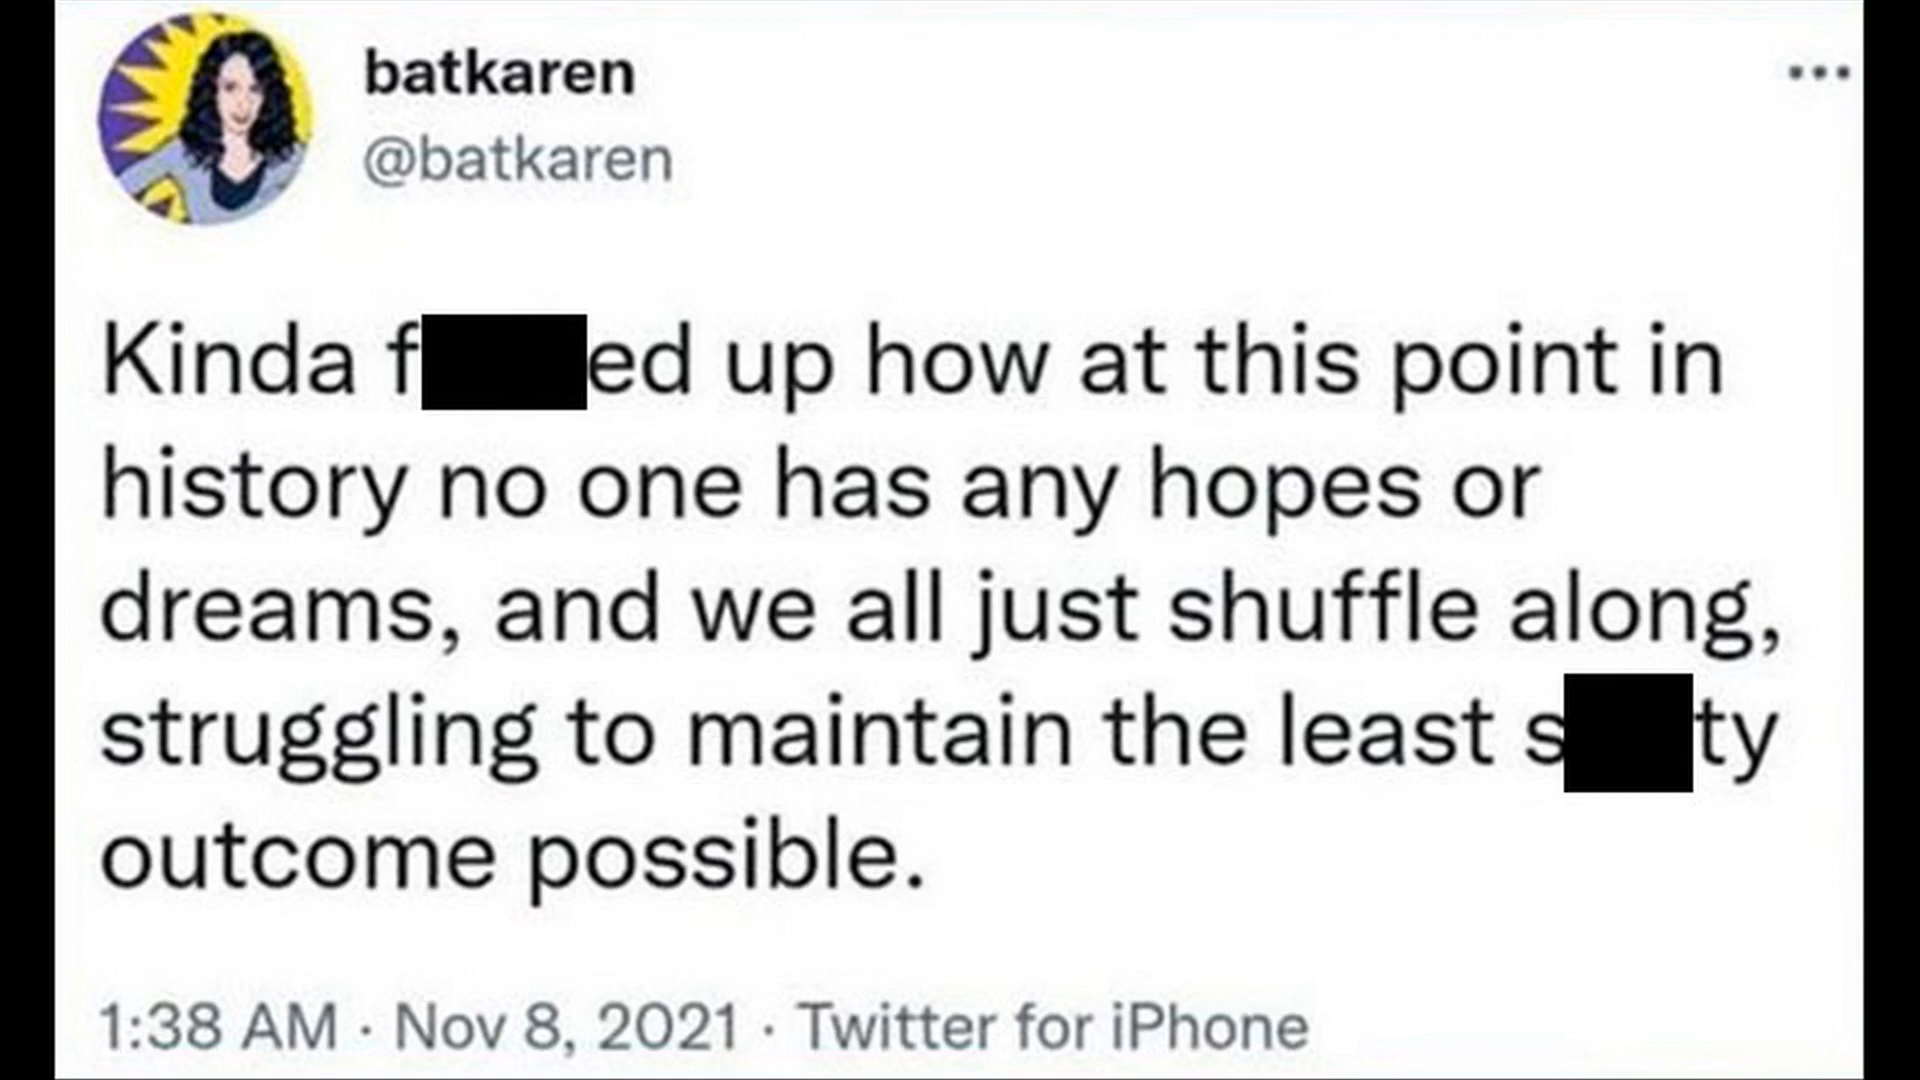 batkaren
@batkaren
Kinda f ed up how at this point in
history no one has any hopes or
dreams, and we all just shuffle along,
struggling to maintain the least s ty
outcome possible.
1:38 AM · Nov 8, 2021 · Twitter for iPhone